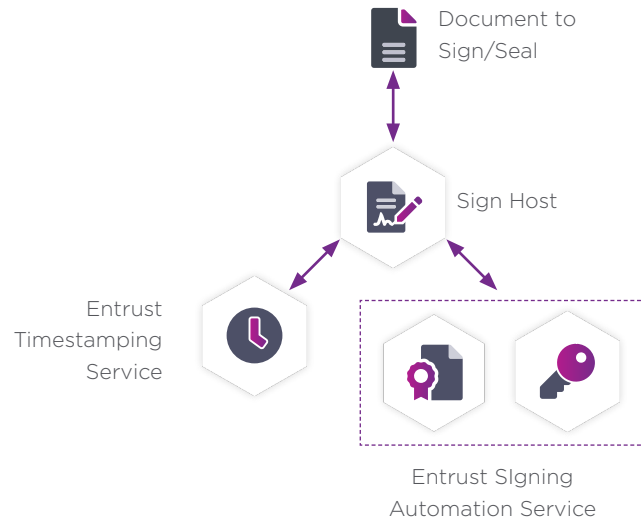 Document to
Sign/Seal
Sign Host
Entrust
Timestamping
Service
Entrust SIgning
Automation Service